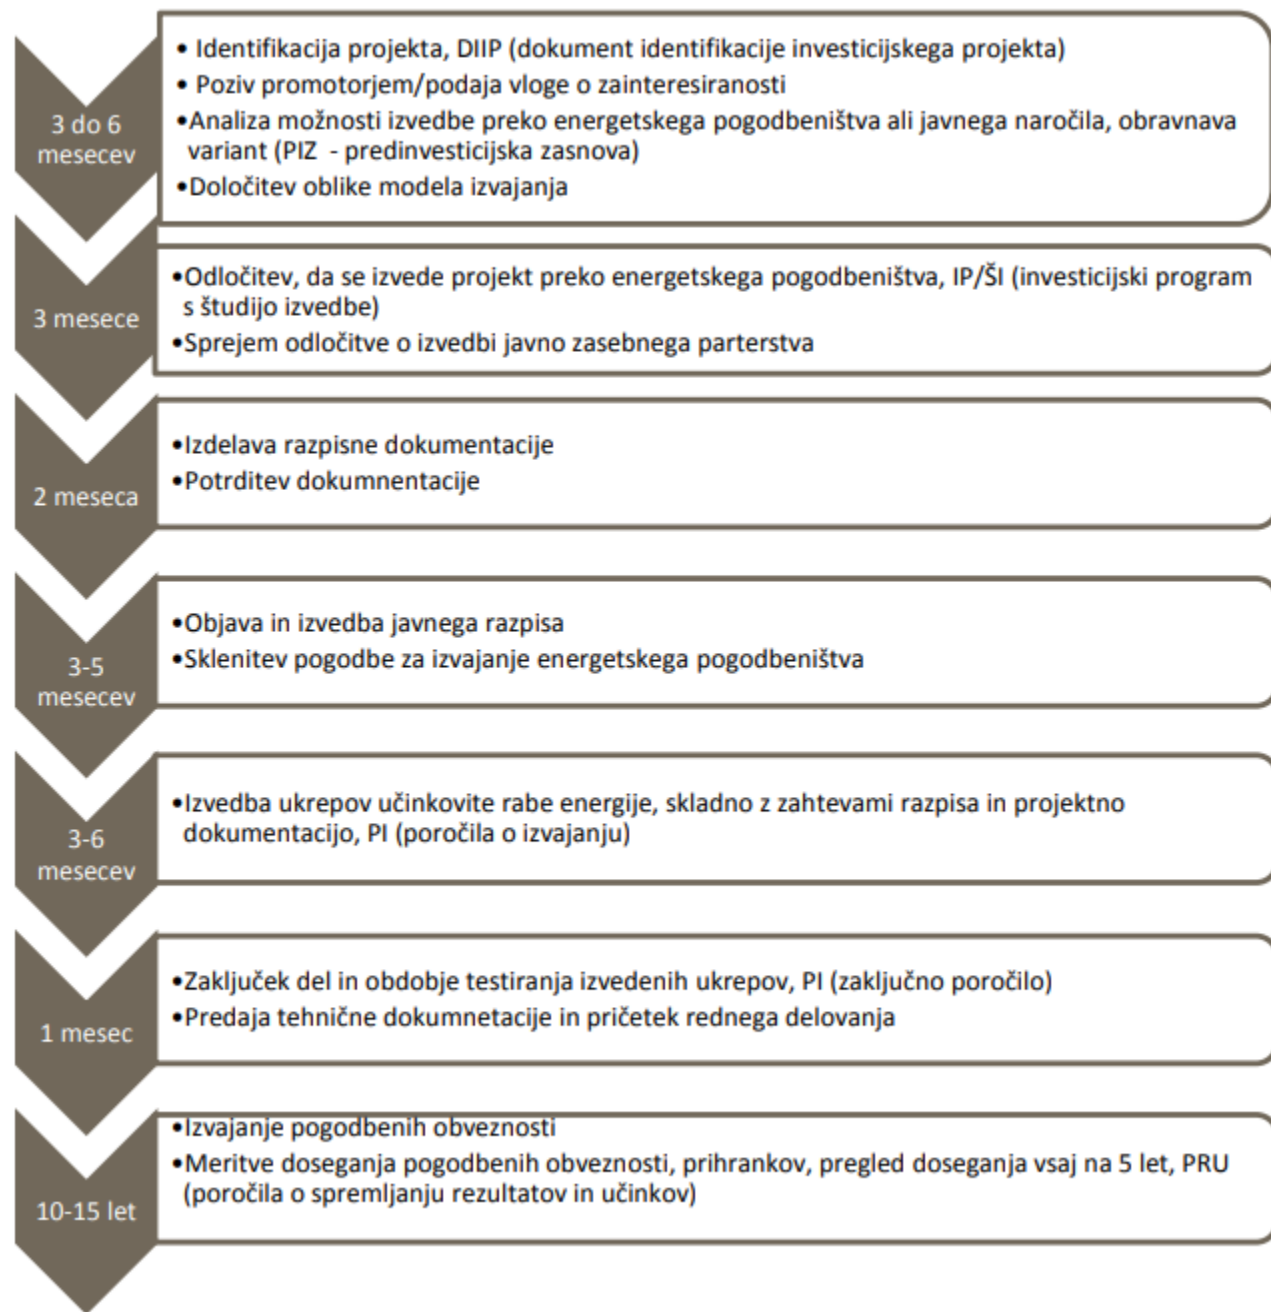 3 do 6
mesecev
• Identifikacija projekta, DIIP (dokument identifikacije investicijskega projekta)
• Poziv promotorjem/podaja vloge o zainteresiranosti
•Analiza možnosti izvedbe preko energetskega pogodbeništva ali javnega naročila, obravnava
variant (PIZ - predinvesticijska zasnova)
•Določitev oblike modela izvajanja
3 mesece
•Odločitev, da se izvede projekt preko energetskega pogodbeništva, IP/ŠI (investicijski program
s študijo izvedbe)
•Sprejem odločitve o izvedbi javno zasebnega parterstva
2 meseca
•Izdelava razpisne dokumentacije
•Potrditev dokumnentacije
3-5
mesecev
•Objava in izvedba javnega razpisa
•Sklenitev pogodbe za izvajanje energetskega pogodbeništva
3-6
mesecev
•Izvedba ukrepov učinkovite rabe energije, skladno z zahtevami razpisa in projektno
dokumentacijo, PI (poročila o izvajanju)
1 mesec
•Zaključek del in obdobje testiranja izvedenih ukrepov, PI (zaključno poročilo)
•Predaja tehnične dokumnetacije in pričetek rednega delovanja
10-15 let
•Izvajanje pogodbenih obveznosti
•Meritve doseganja pogodbenih obveznosti, prihrankov, pregled doseganja vsaj na 5 let, PRU
(poročila o spremljanju rezultatov in učinkov)